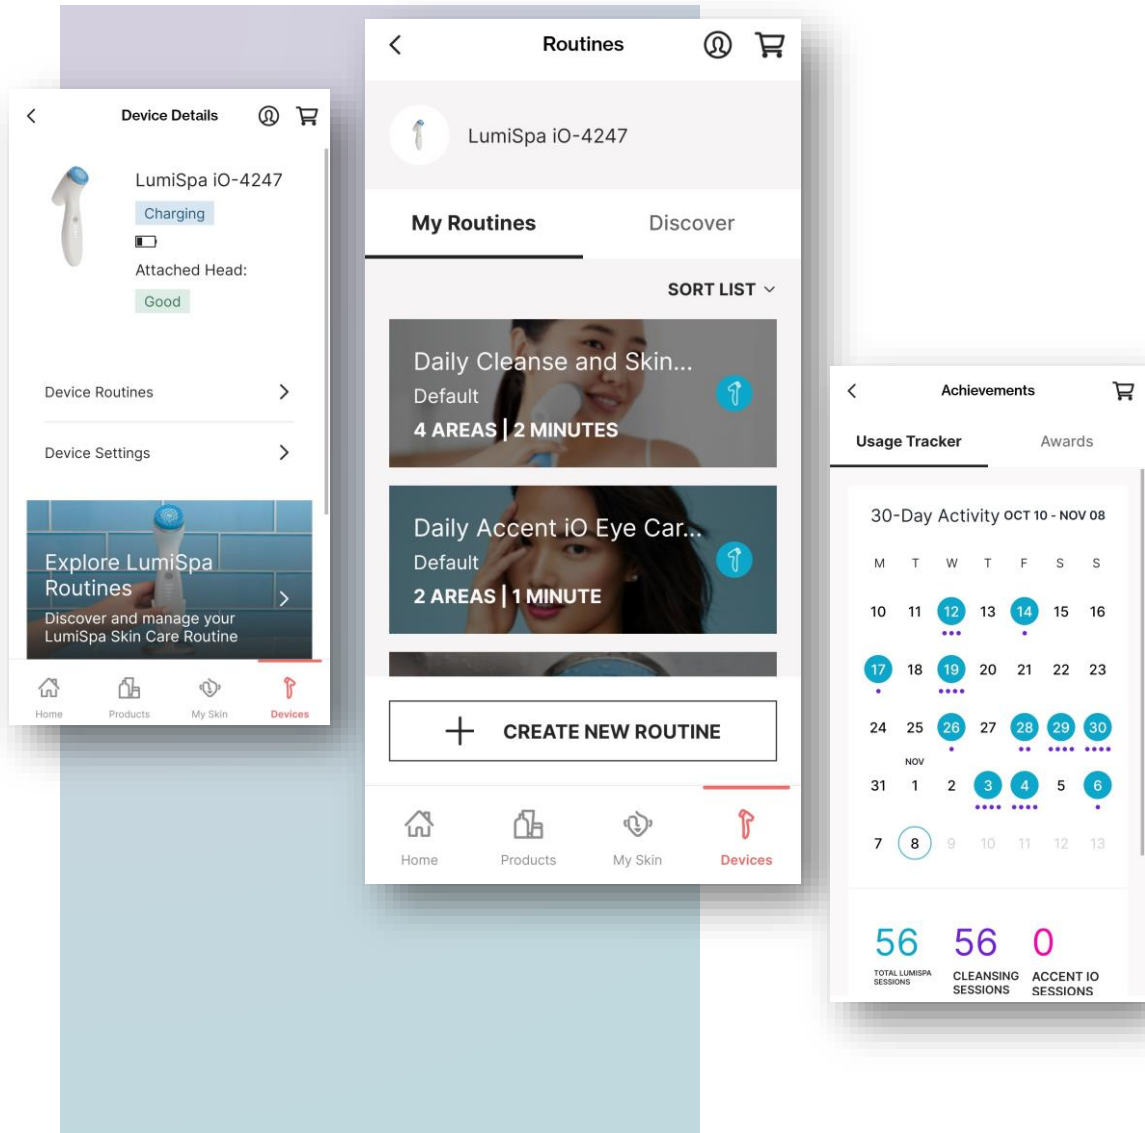 Device Details
LumiSpa iO-4247
Charging
Attached Head:
Good
Device Routines
Device Settings
Explore LumiSpa
Routines
Discover and manage your
LumiSpa Skin Care Routine
Home Products My Skin Devices
Routines
LumiSpa iO-4247
My Routines Discover
SORT LIST
Daily Cleanse and Skin...
Default
4 AREAS | 2 MINUTES
Daily Accent iO Eye Car...
Default
2 AREAS | 1 MINUTE
CREATE NEW ROUTINE
Home Products My Skin Devices
Achievements
Usage Tracker Awards
30-Day Activity OCT 10 - NOV 08
M T W T F S S
10 11 12 13 14 15 16
17 18 19 20 21 22 23
24 25 26 27 28 29 30
NOV
31 1 2 3 4 5 6
7 8 9 10 11 12 13
56 56 0
TOTAL LUMISPA
SESSIONS
CLEANSING
SESSIONS
ACCENT IO
SESSIONS